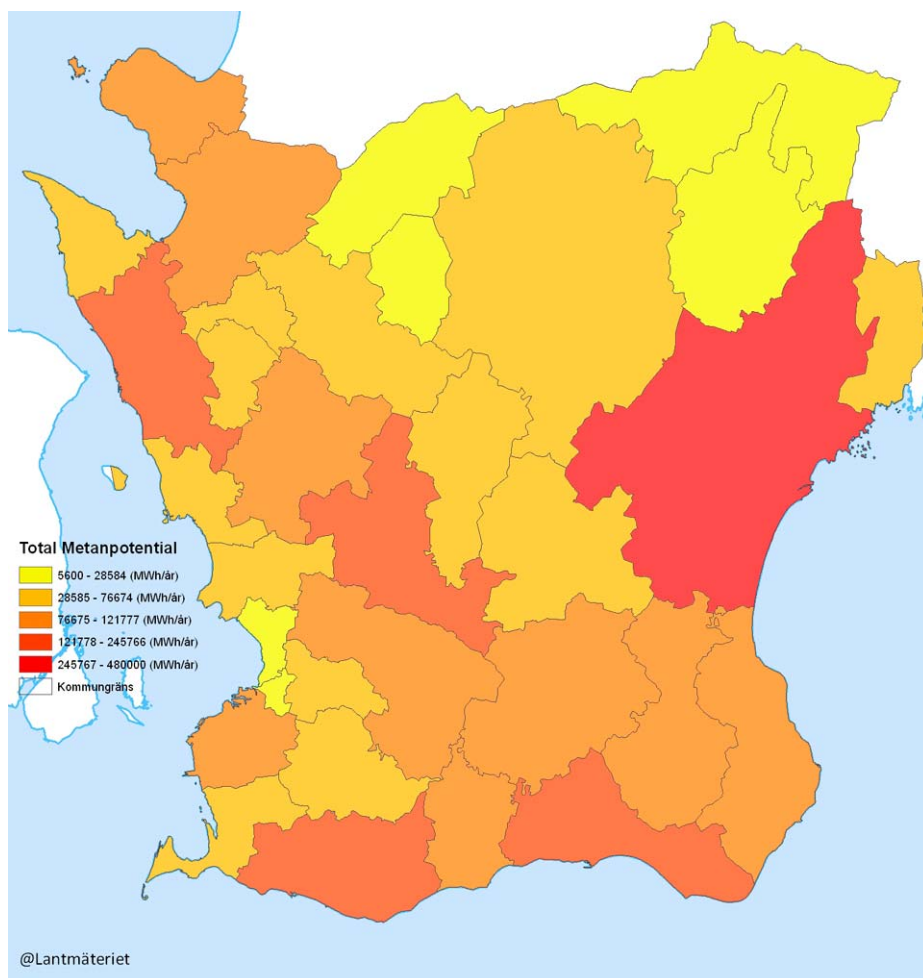 Total Metanpotential
5600 - 28584 (MWh/år)
28585 - 76674 (MWh/år)
76675 - 121777 (MWh/år)
121778 - 245766 (MWh/år)
245767 - 480000 (MWh/år)
Kommungräns
@Lantmäteriet